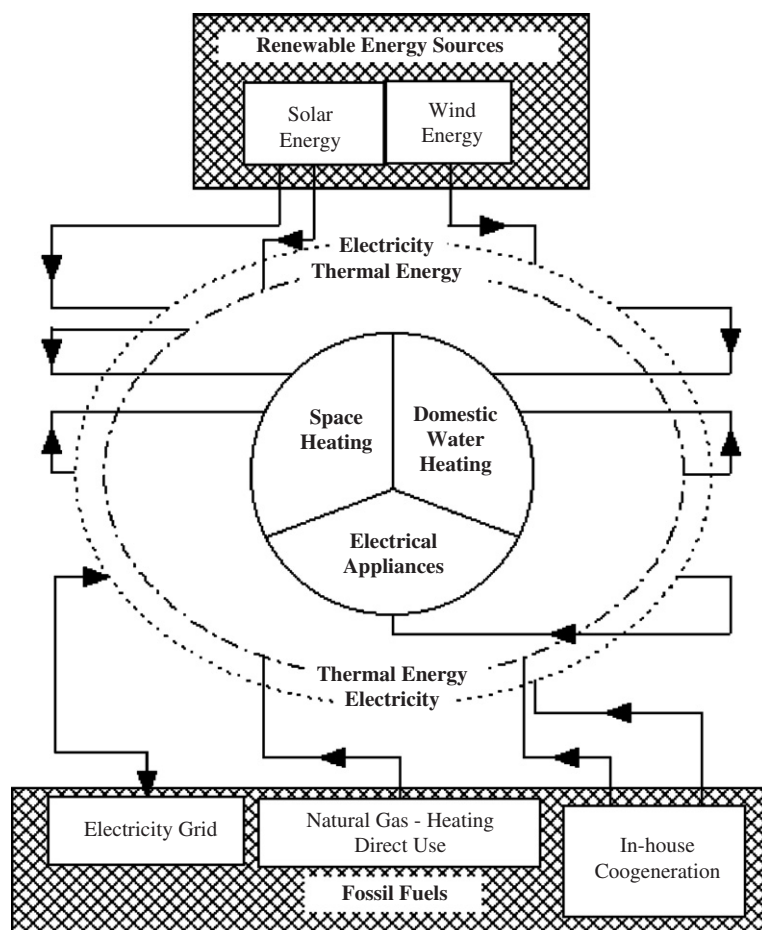 Renewable Energy Sources
Solar
Energy
Wind
Energy
Electricity
Thermal Energy
Space
Heating
Domestic
Water
Heating
Electrical
Appliances
Thermal Energy
Electricity
Electricity Grid
Natural Gas - Heating
Direct Use
In-house
Coogeneration
Fossil Fuels